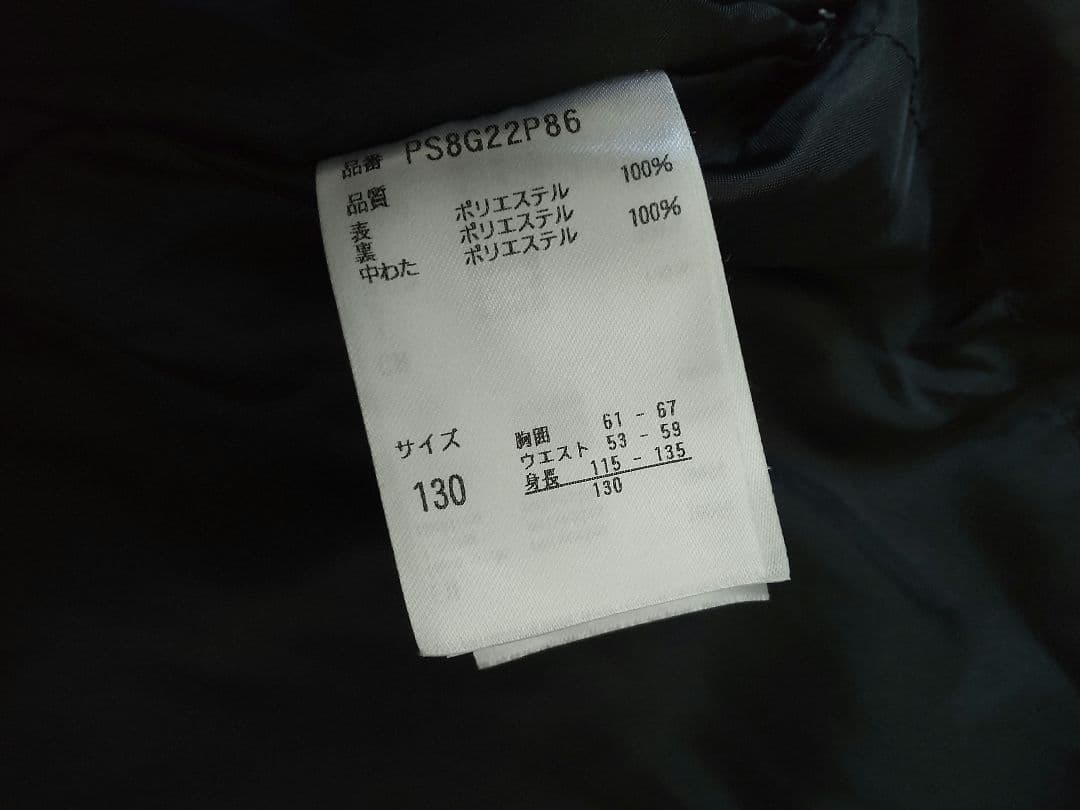 品番 PS8G22P86
品質
表 ポリエステル 100%
裏 ポリエステル 100%
中わた ポリエステル
サイズ
130
胸囲 61 - 67
ウエスト 53 - 59
身長 115 - 135
130